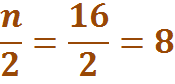 n/2 = 16/2 = 8